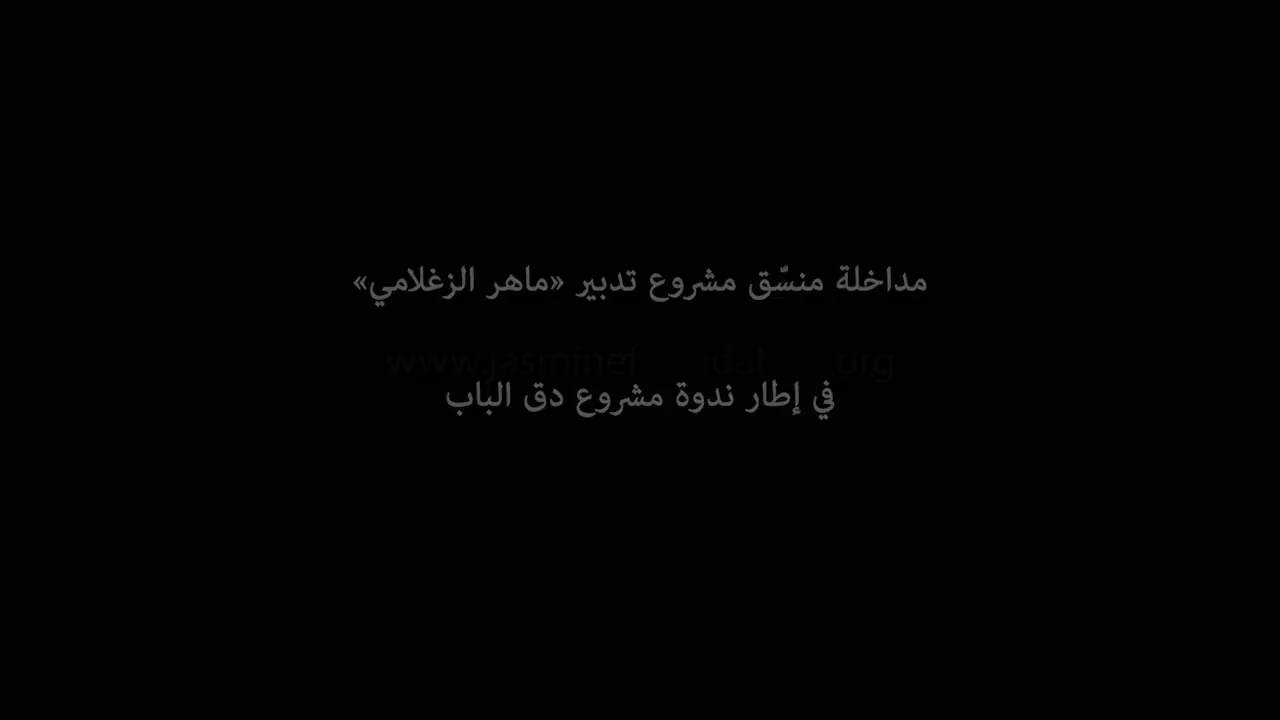 مداخلة منسّق مشروع تدبير «ماهر الزغلامي»
في إطار ندوة مشروع دق الباب